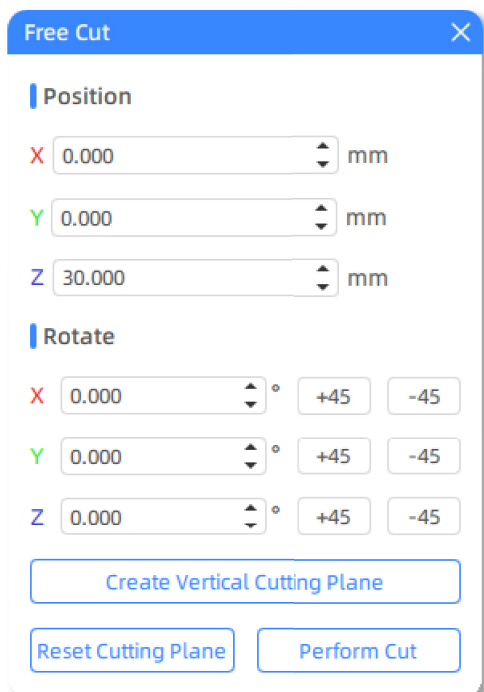 Free Cut
Position
X 0.000 mm
Y 0.000 mm
Z 30.000 mm
Rotate
X 0.000 ° +45 -45
Y 0.000 ° +45 -45
Z 0.000 ° +45 -45
Create Vertical Cutting Plane
Reset Cutting Plane Perform Cut